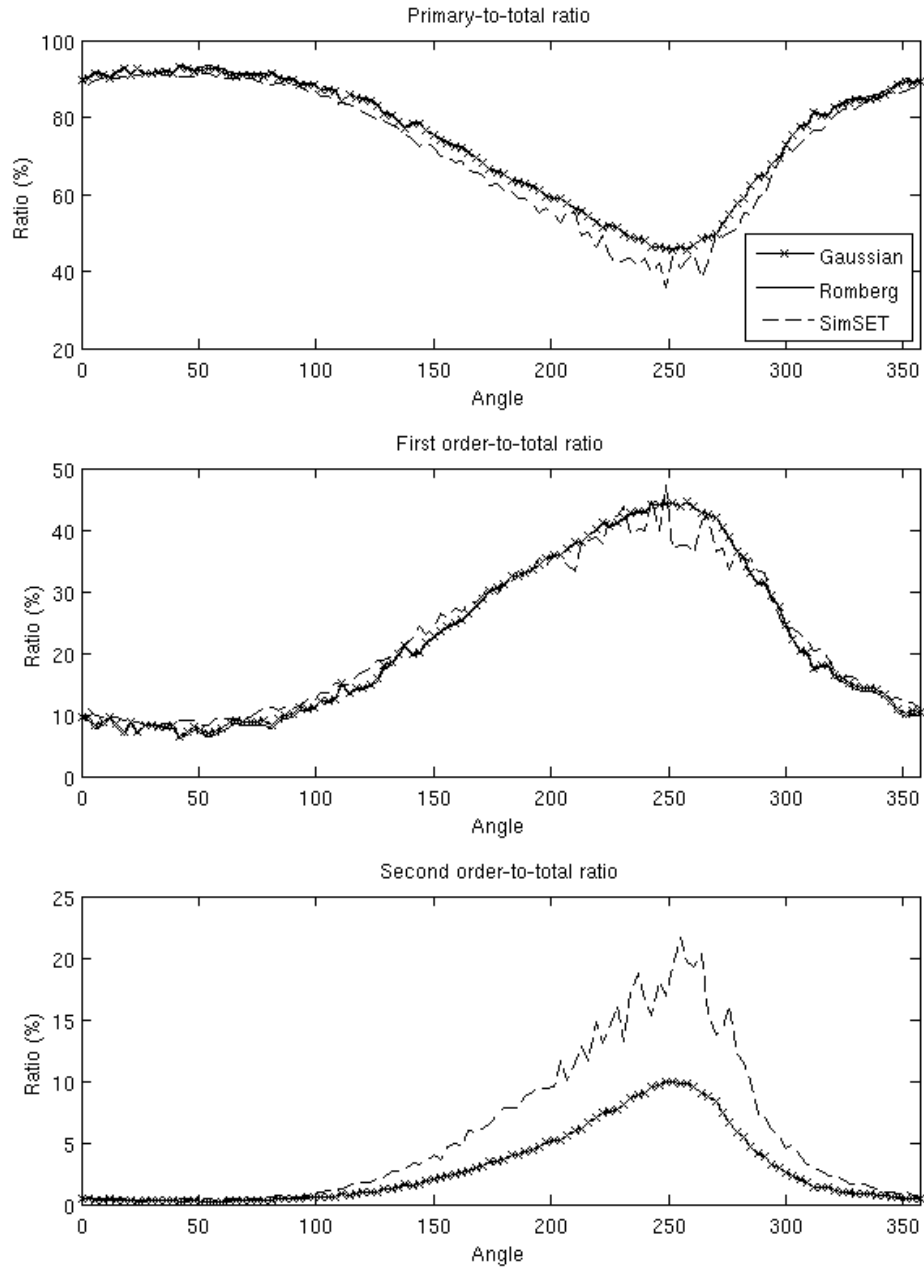 Primary-to-total ratio
100
80
60
40
20
Ratio (%)
0 50 100 150 200 250 300 350
Angle
Gaussian
Romberg
SimSET
First order-to-total ratio
50
40
30
20
10
0
Ratio (%)
0 50 100 150 200 250 300 350
Angle
Second order-to-total ratio
25
20
15
10
5
0
Ratio (%)
0 50 100 150 200 250 300 350
Angle